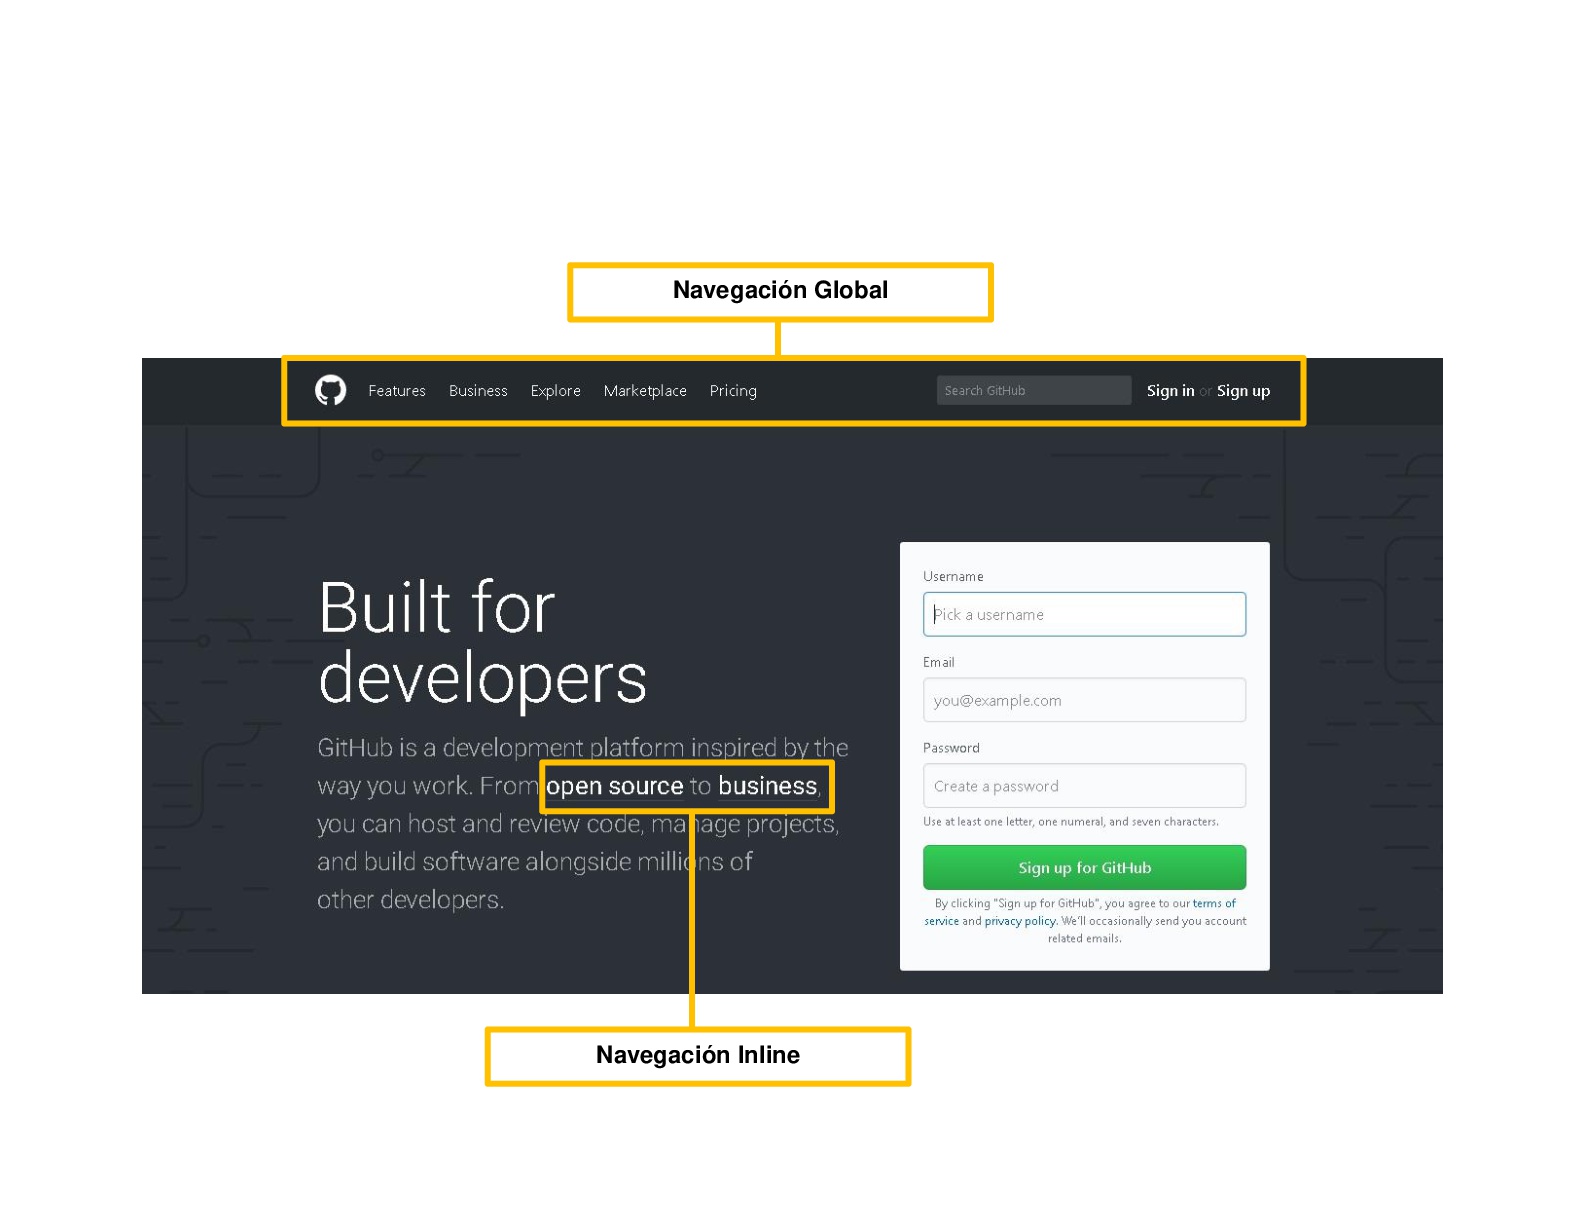 Navegación Global
Features Business Explore Marketplace Pricing Search GitHub Sign in or Sign up
Built for
developers
GitHub is a development platform inspired by the
way you work. From open source to business,
you can host and review code, manage projects,
and build software alongside millions of
other developers.
Username
Pick a username
Email
you@example.com
Password
Create a password
Use at least one letter, one numeral, and seven characters.
Sign up for GitHub
By clicking "Sign up for GitHub", you agree to our terms of
service and privacy policy. We'll occasionally send you account
related emails.
Navegación Inline